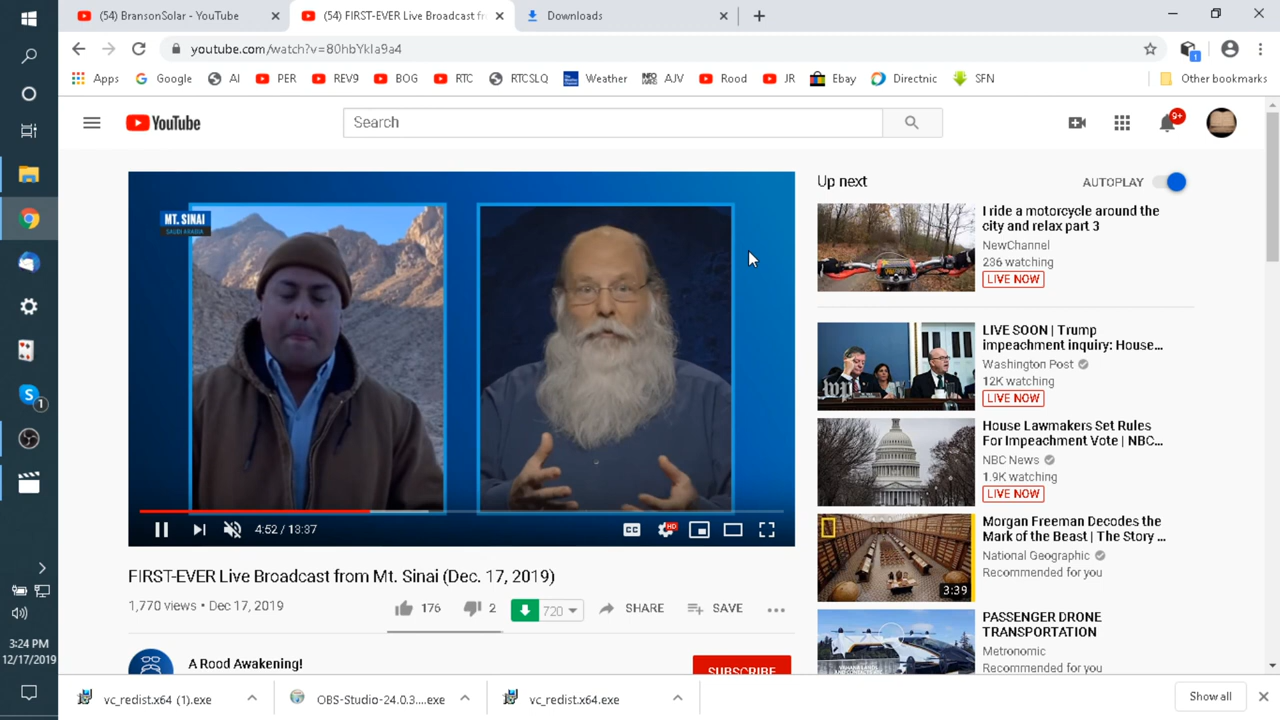 (54) BransonSolar - YouTube
(54) FIRST-EVER Live Broadcast fr
Downloads
youtube.com/watch?v=80hbYkIa9a4
1
Apps
Google
AI
PER
REV9
BOG
RTC
RTCSLQ
Weather
AJV
Rood
JR
Ebay
Directnic
SFN
Other bookmarks
YouTube
Search
9+
MT. SINAI
SAUDI ARABIA
4:52 / 13:37
CC
HD
FIRST-EVER Live Broadcast from Mt. Sinai (Dec. 17, 2019)
1,770 views • Dec 17, 2019
176
2
720
SHARE
SAVE
A Rood Awakening!
SUBSCRIBE
Up next
AUTOPLAY
I ride a motorcycle around the
city and relax part 3
NewChannel
236 watching
LIVE NOW
LIVE SOON | Trump
impeachment inquiry: House...
Washington Post
12K watching
LIVE NOW
wp
House Lawmakers Set Rules
For Impeachment Vote | NBC...
NBC News
1.9K watching
LIVE NOW
Morgan Freeman Decodes the
Mark of the Beast | The Story ...
National Geographic
Recommended for you
3:39
PASSENGER DRONE
TRANSPORTATION
Metronomic
Recommended for you
1
3:24 PM
12/17/2019
vc_redist.x64 (1).exe
OBS-Studio-24.0.3....exe
vc_redist.x64.exe
Show all